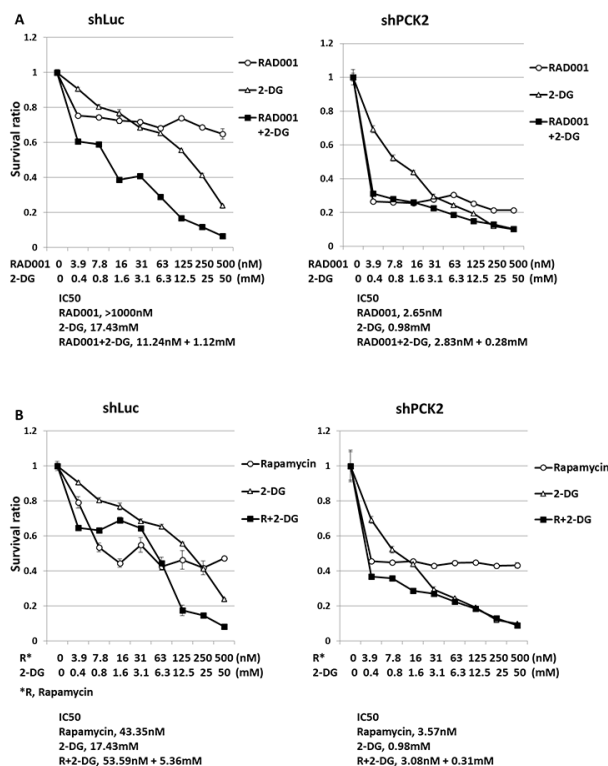 A
shLuc
shPCK2
Survival ratio
1
0.8
0.6
0.4
0.2
0
RAD001
2-DG
RAD001
+2-DG
1
0.8
0.6
0.4
0.2
0
RAD001
2-DG
RAD001
+2-DG
RAD001 0 3.9 7.8 16 31 63 125 250 500 (nM)
2-DG 0 0.4 0.8 1.6 3.1 6.3 12.5 25 50 (mM)
RAD001 0 3.9 7.8 16 31 63 125 250 500 (nM)
2-DG 0 0.4 0.8 1.6 3.1 6.3 12.5 25 50 (mM)
IC50
RAD001, >1000nM
2-DG, 17.43mM
RAD001+2-DG, 11.24nM + 1.12mM
IC50
RAD001, 2.65nM
2-DG, 0.98mM
RAD001+2-DG, 2.83nM + 0.28mM
B
shLuc
shPCK2
Survival ratio
1
0.8
0.6
0.4
0.2
0
Rapamycin
2-DG
R+2-DG
1
0.8
0.6
0.4
0.2
0
Rapamycin
2-DG
R+2-DG
R* 0 3.9 7.8 16 31 63 125 250 500 (nM)
2-DG 0 0.4 0.8 1.6 3.1 6.3 12.5 25 50 (mM)
*R, Rapamycin
R* 0 3.9 7.8 16 31 63 125 250 500 (nM)
2-DG 0 0.4 0.8 1.6 3.1 6.3 12.5 25 50 (mM)
IC50
Rapamycin, 43.35nM
2-DG, 17.43mM
R+2-DG, 53.59nM + 5.36mM
IC50
Rapamycin, 3.57nM
2-DG, 0.98mM
R+2-DG, 3.08nM + 0.31mM